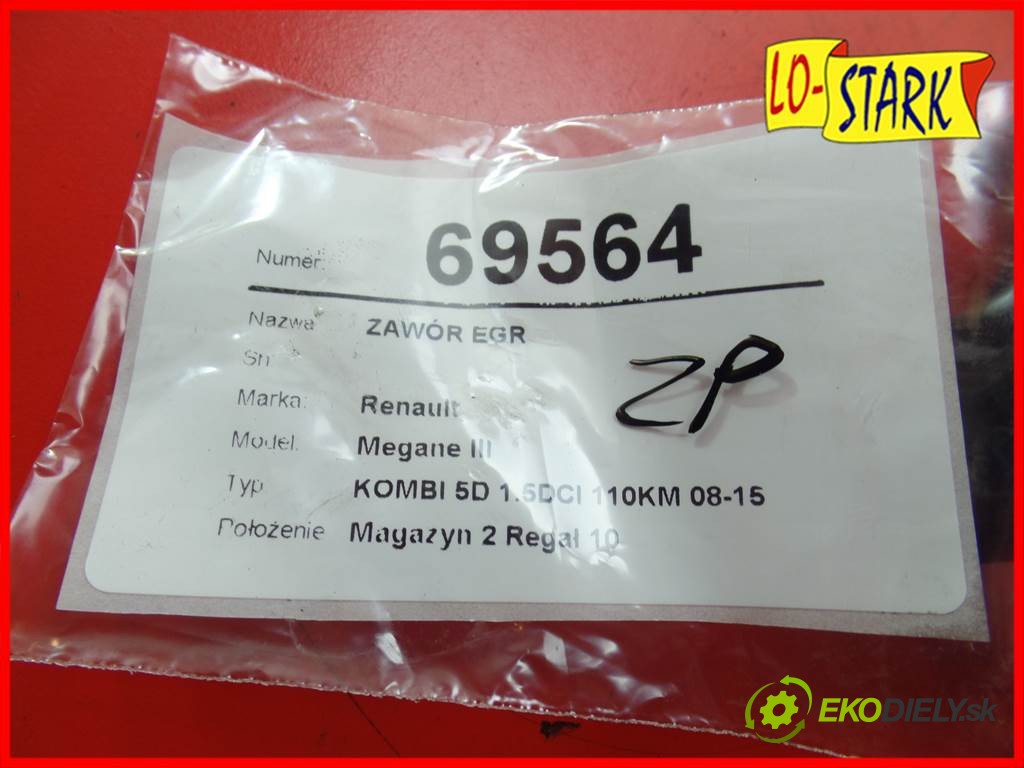 LO-STARK
Numer: 69564
Nazwa ZAWÓR EGR
Sn
Marka: Renault
ZP
Model: Megane III
Typ KOMBI 5D 1.5DCI 110KM 08-15
Położenie Magazyn 2 Regał 10
EKODIELY.sk